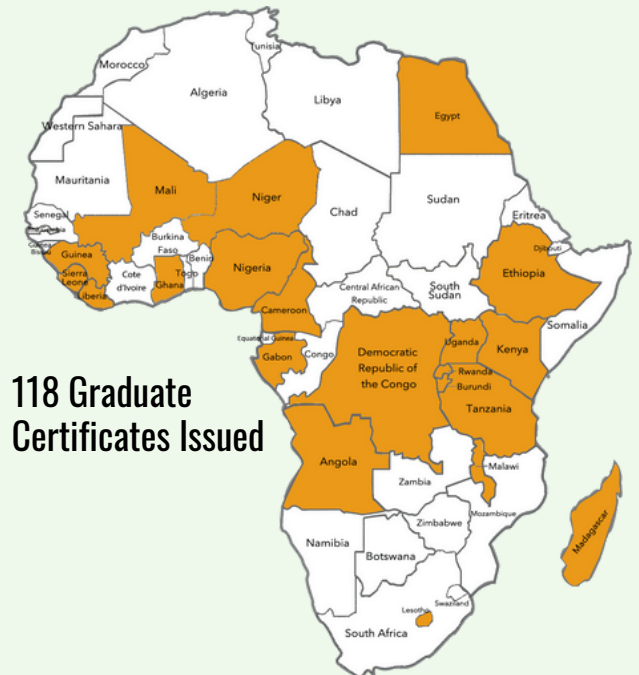 Tunisia
Morocco
Algeria
Libya
Egypt
Western Sahara
Mauritania
Mali
Niger
Chad
Sudan
Eritrea
Senegal
Guinea
Bissau
Burkina
Faso
Djibouti
Guinea
Benin
Nigeria
Ethiopia
Sierra
Leone
Cote
d'Ivoire
Togo
Ghana
Liberia
Central African
Republic
South
Sudan
Somalia
Cameroon
Equatorial Guinea
Gabon
Congo
Uganda
Kenya
Democratic
Republic of
the Congo
Rwanda
Burundi
Tanzania
118 Graduate
Certificates Issued
Angola
Malawi
Zambia
Mozambique
Zimbabwe
Madagascar
Namibia
Botswana
Swaziland
Lesotho
South Africa